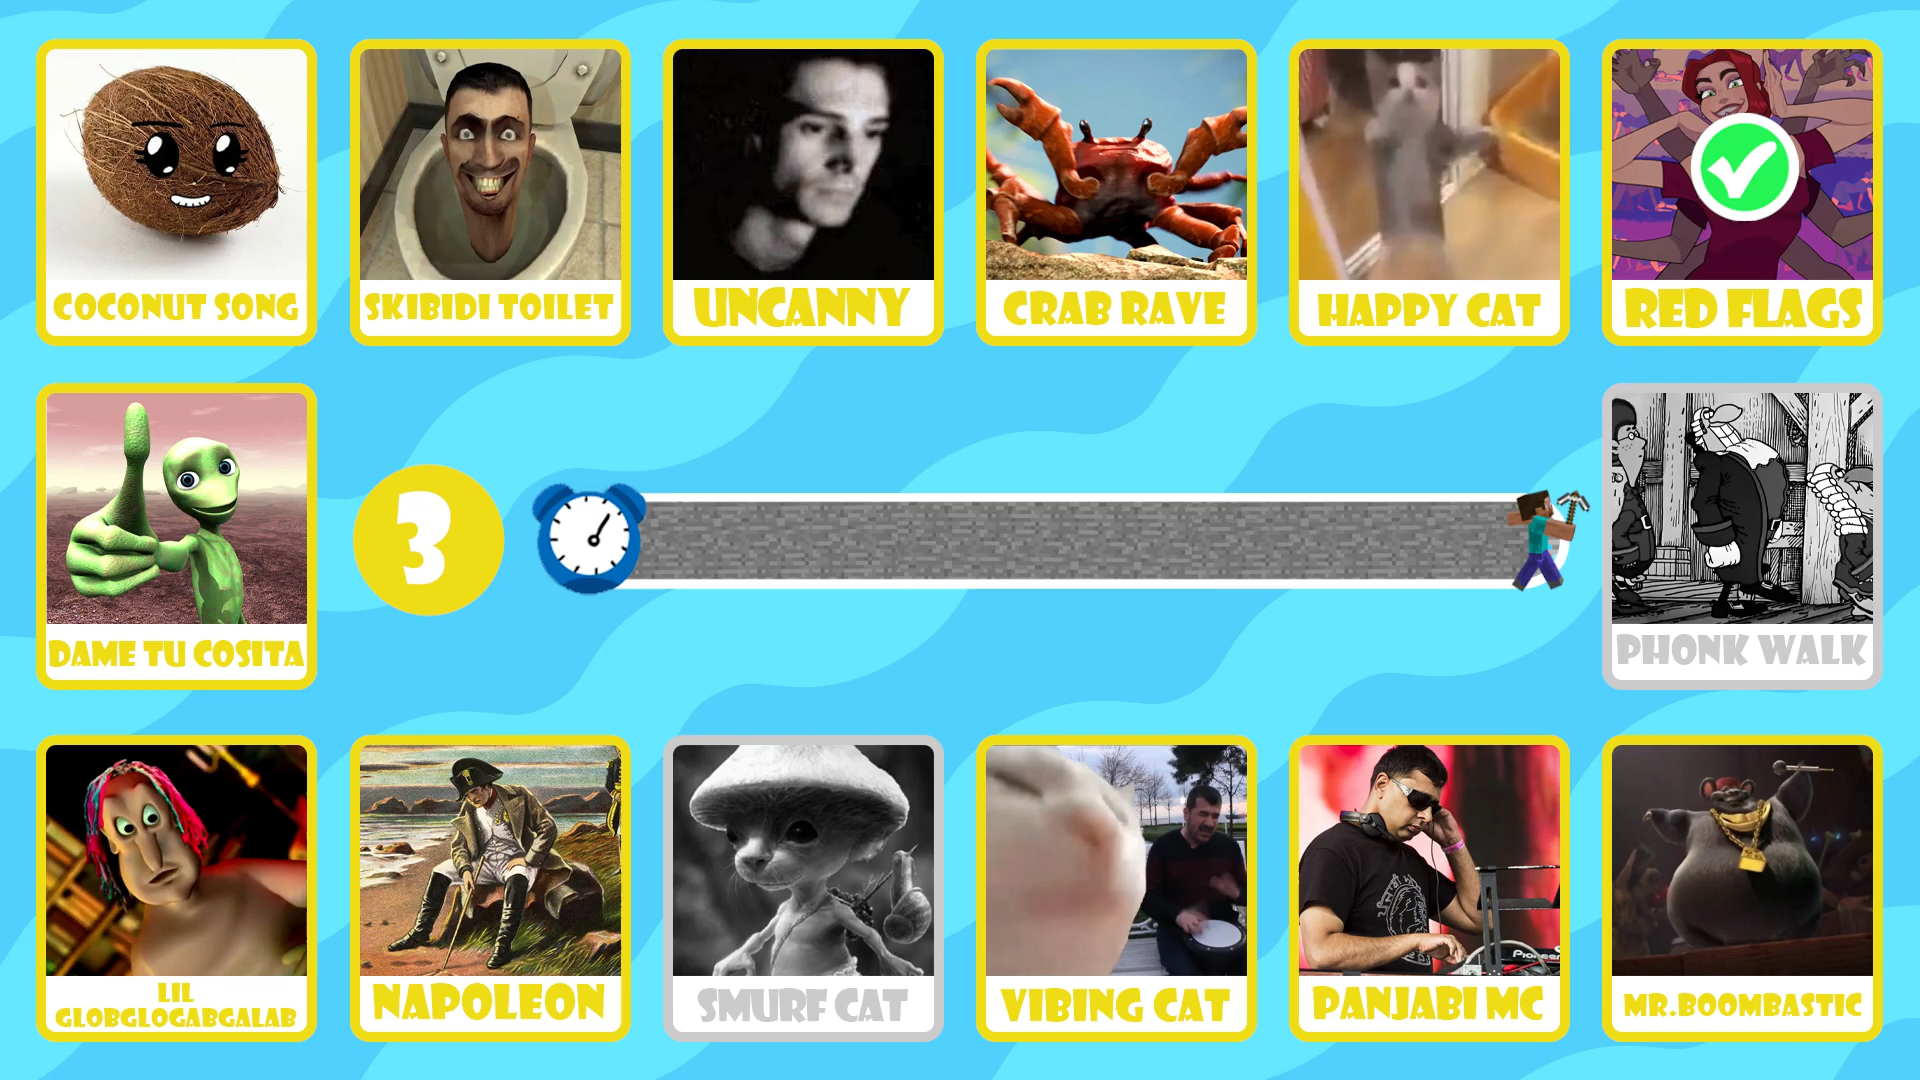 COCONUT SONG
SKIBIDI TOILET
UNCANNY
CRAB RAVE
HAPPY CAT
RED FLAGS
DAME TU COSITA
3
PHONK WALK
LIL
GLOBGLOGABGALAB
NAPOLEON
SMURF CAT
VIBING CAT
PANJABI MC
MR.BOOMBASTIC